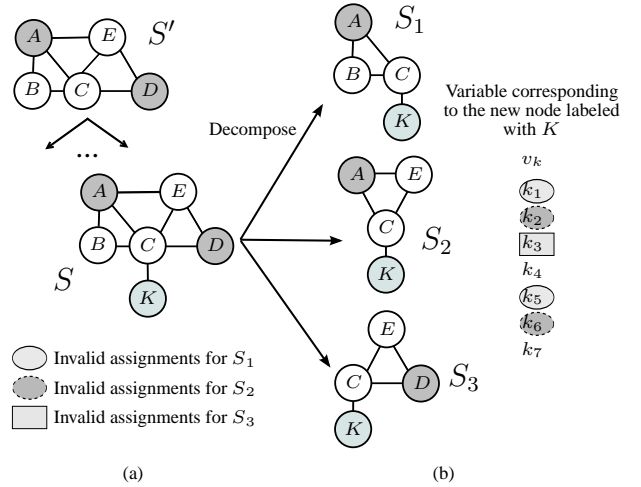 A
E
S′
B
C
D
...
A
E
B
C
D
S
K
Decompose
S1
A
B
C
K
A
E
C
S2
K
E
C
D
S3
K
Variable corresponding
to the new node labeled
with K
vk
k1
k2
k3
k4
k5
k6
k7
Invalid assignments for S1
Invalid assignments for S2
Invalid assignments for S3
(a)
(b)